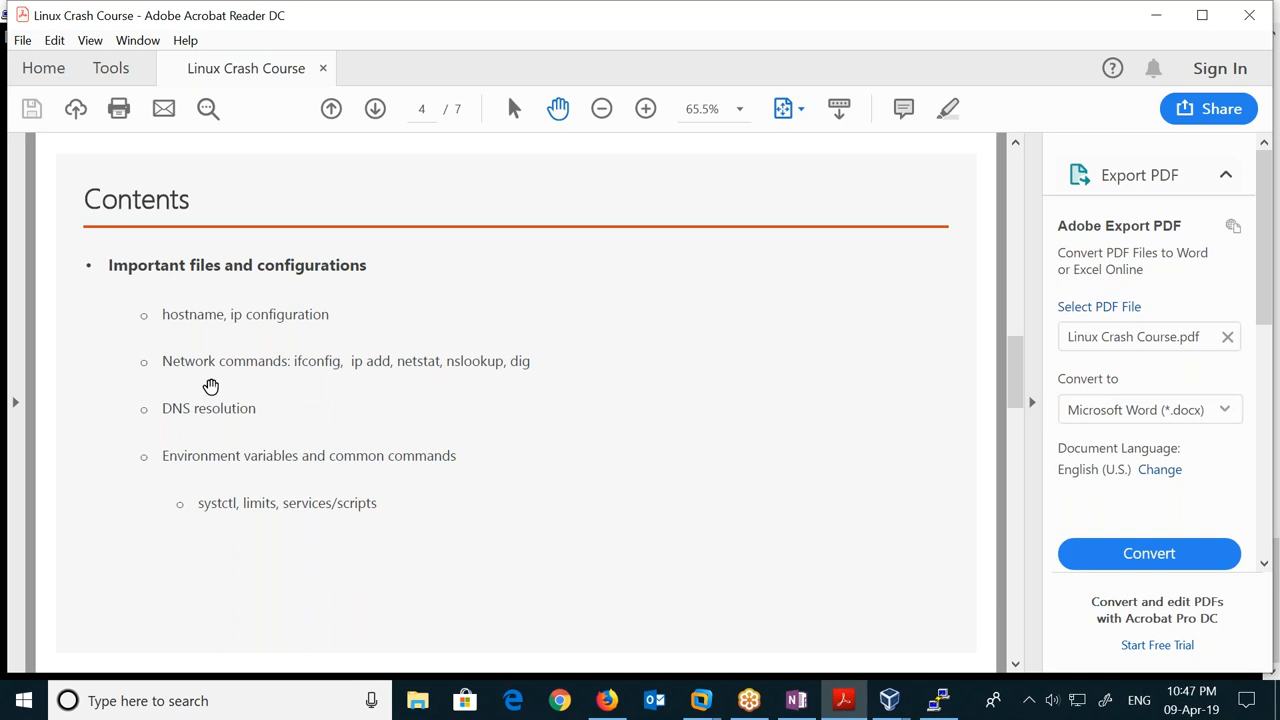 Linux Crash Course - Adobe Acrobat Reader DC
File Edit View Window Help
Home Tools Linux Crash Course × Sign In
4 / 7 65.5% Share
Contents
• Important files and configurations
o hostname, ip configuration
o Network commands: ifconfig, ip add, netstat, nslookup, dig
o DNS resolution
o Environment variables and common commands
o systctl, limits, services/scripts
Export PDF
Adobe Export PDF
Convert PDF Files to Word
or Excel Online
Select PDF File
Linux Crash Course.pdf
Convert to
Microsoft Word (*.docx)
Document Language:
English (U.S.) Change
Convert
Convert and edit PDFs
with Acrobat Pro DC
Start Free Trial
Type here to search
ENG
10:47 PM
09-Apr-19